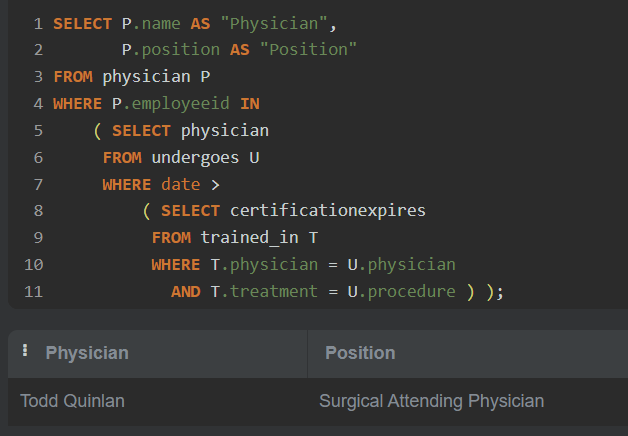 1 SELECT P.name AS "Physician",
2 P.position AS "Position"
3 FROM physician P
4 WHERE P.employeeid IN
5 ( SELECT physician
6 FROM undergoes U
7 WHERE date >
8 ( SELECT certificationexpires
9 FROM trained_in T
10 WHERE T.physician = U.physician
11 AND T.treatment = U.procedure ) );
Physician Position
Todd Quinlan Surgical Attending Physician